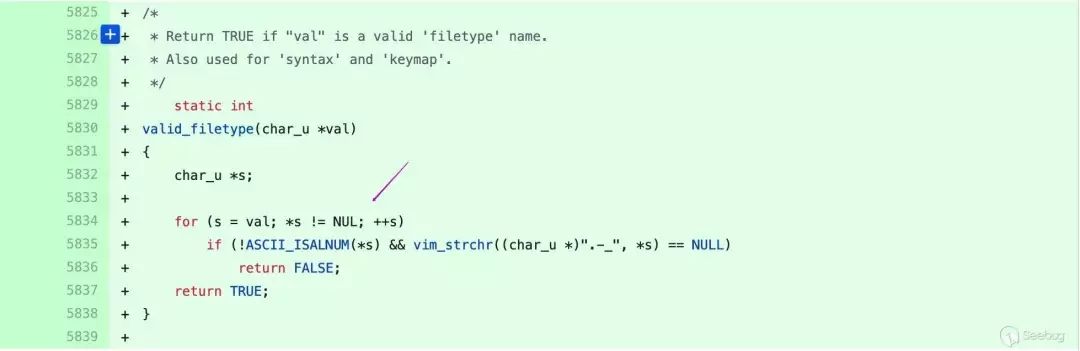 5825 + /*
5826 + + * Return TRUE if "val" is a valid 'filetype' name.
5827 + * Also used for 'syntax' and 'keymap'.
5828 + */
5829 + static int
5830 + valid_filetype(char_u *val)
5831 + {
5832 + char_u *s;
5833 +
5834 + for (s = val; *s != NUL; ++s)
5835 + if (!ASCII_ISALNUM(*s) && vim_strchr((char_u *)".-_", *s) == NULL)
5836 + return FALSE;
5837 + return TRUE;
5838 + }
5839 +
Seebug